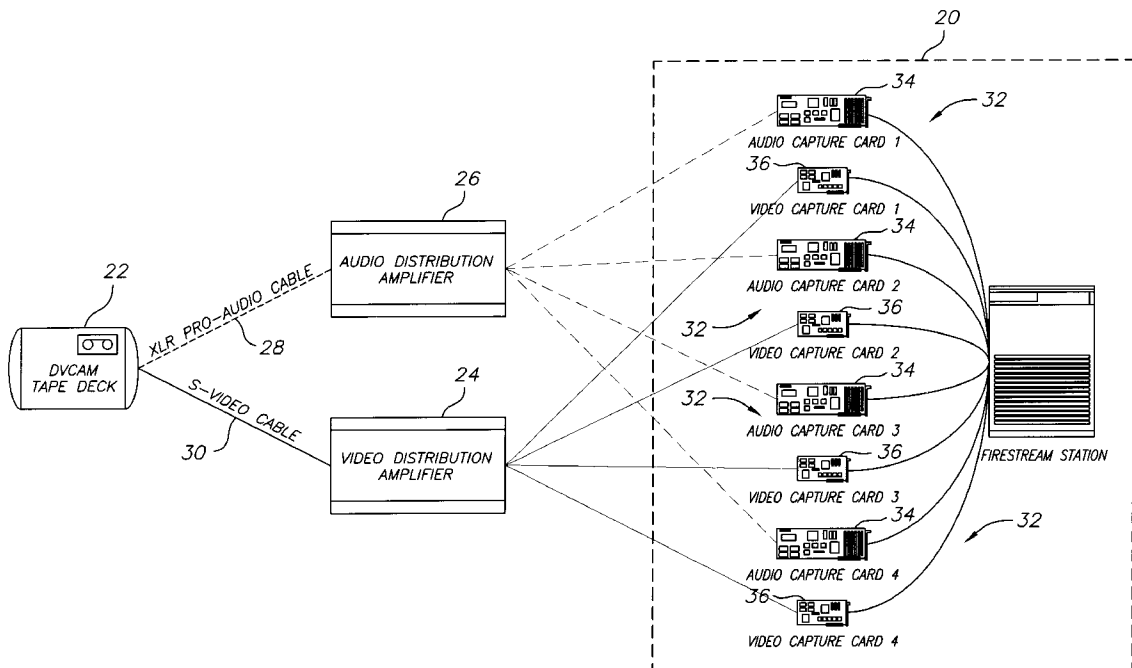 20
34
32
AUDIO CAPTURE CARD 1
36
VIDEO CAPTURE CARD 1
26
34
AUDIO DISTRIBUTION
AMPLIFIER
AUDIO CAPTURE CARD 2
22
XLR PRO-AUDIO CABLE
28
36
32
VIDEO CAPTURE CARD 2
DVCAM
TAPE DECK
34
24
32
AUDIO CAPTURE CARD 3
S-VIDEO CABLE
30
VIDEO DISTRIBUTION
AMPLIFIER
36
FIRESTREAM STATION
VIDEO CAPTURE CARD 3
34
32
AUDIO CAPTURE CARD 4
36
VIDEO CAPTURE CARD 4